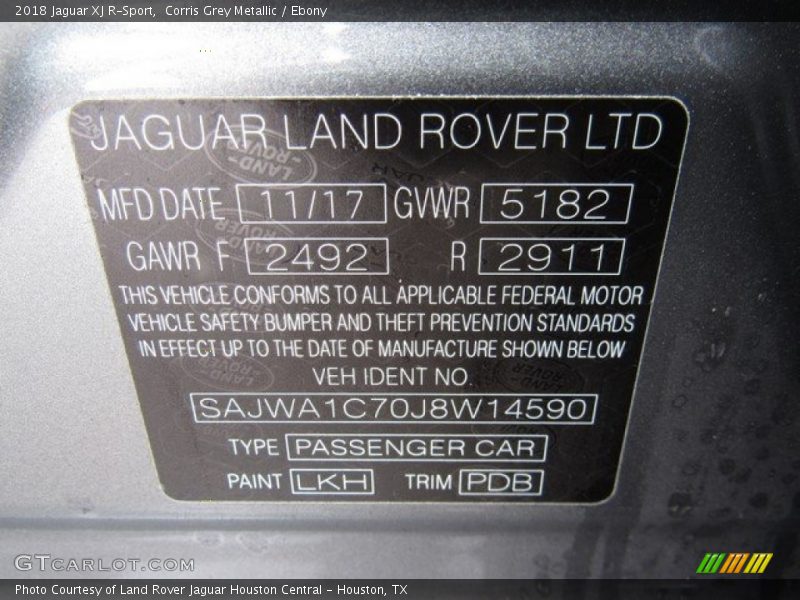 2018 Jaguar XJ R-Sport, Corris Grey Metallic / Ebony
JAGUAR LAND ROVER LTD
MFD DATE 11/17 GVWR 5182
GAWR F 2492 R 2911
THIS VEHICLE CONFORMS TO ALL APPLICABLE FEDERAL MOTOR
VEHICLE SAFETY BUMPER AND THEFT PREVENTION STANDARDS
IN EFFECT UP TO THE DATE OF MANUFACTURE SHOWN BELOW
VEH IDENT NO.
SAJWA1C70J8W14590
TYPE PASSENGER CAR
PAINT LKH TRIM PDB
GTCARLOT.COM
Photo Courtesy of Land Rover Jaguar Houston Central - Houston, TX